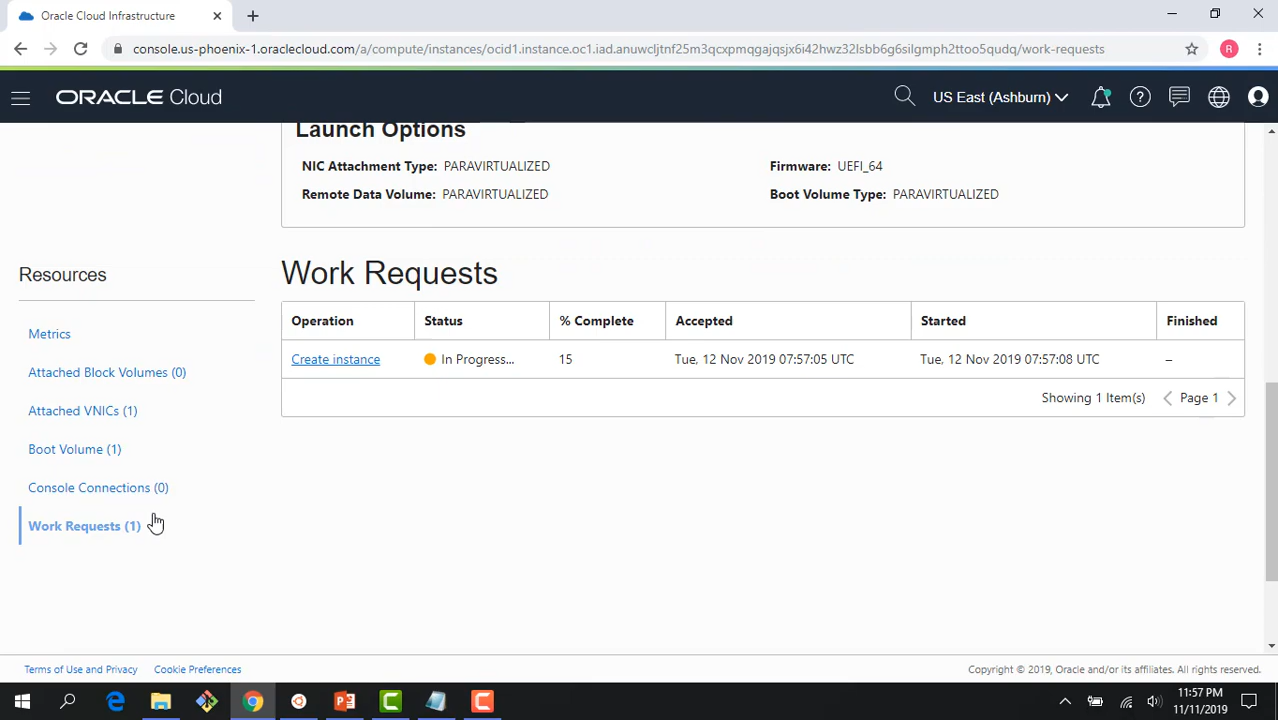 Oracle Cloud Infrastructure
console.us-phoenix-1.oraclecloud.com/a/compute/instances/ocid1.instance.oc1.iad.anuwcljtnf25m3qcxpmqgajqsjx6i42hwz32lsbb6g6silgmph2ttoo5qudq/work-requests
R
ORACLE Cloud
US East (Ashburn)
Launch Options
NIC Attachment Type: PARAVIRTUALIZED
Firmware: UEFI_64
Remote Data Volume: PARAVIRTUALIZED
Boot Volume Type: PARAVIRTUALIZED
Resources
Metrics
Attached Block Volumes (0)
Attached VNICs (1)
Boot Volume (1)
Console Connections (0)
Work Requests (1)
Work Requests
Operation Status % Complete Accepted Started Finished
Create instance In Progress... 15 Tue, 12 Nov 2019 07:57:05 UTC Tue, 12 Nov 2019 07:57:08 UTC –
Showing 1 Item(s) Page 1
Terms of Use and Privacy Cookie Preferences
Copyright © 2019, Oracle and/or its affiliates. All rights reserved.
11:57 PM
11/11/2019